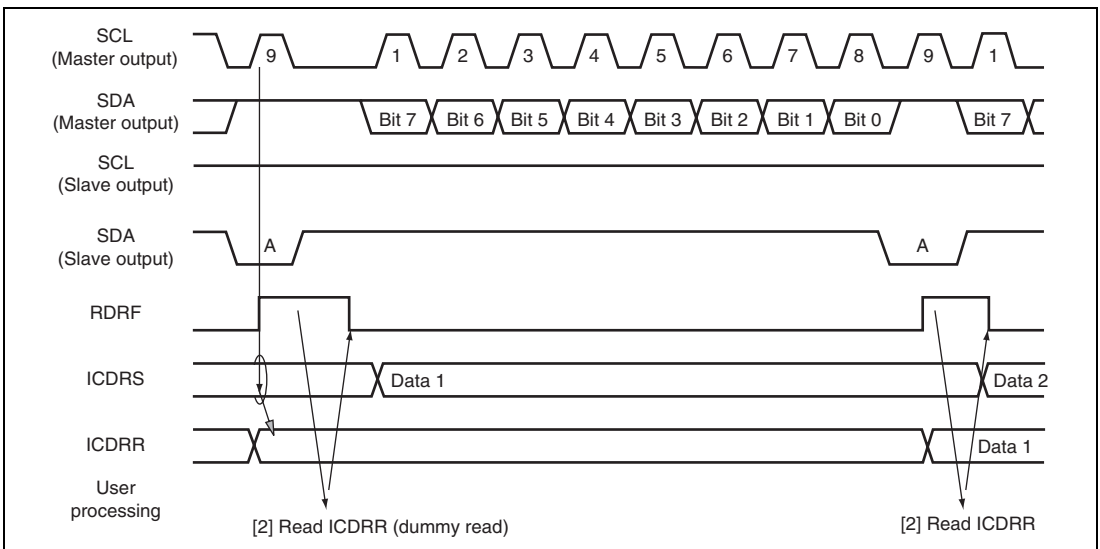 SCL
(Master output)
9 1 2 3 4 5 6 7 8 9 1
SDA
(Master output)
Bit 7 Bit 6 Bit 5 Bit 4 Bit 3 Bit 2 Bit 1 Bit 0 Bit 7
SCL
(Slave output)
SDA
(Slave output)
A A
RDRF
ICDRS
Data 1 Data 2
ICDRR
Data 1
User
processing
[2] Read ICDRR (dummy read) [2] Read ICDRR